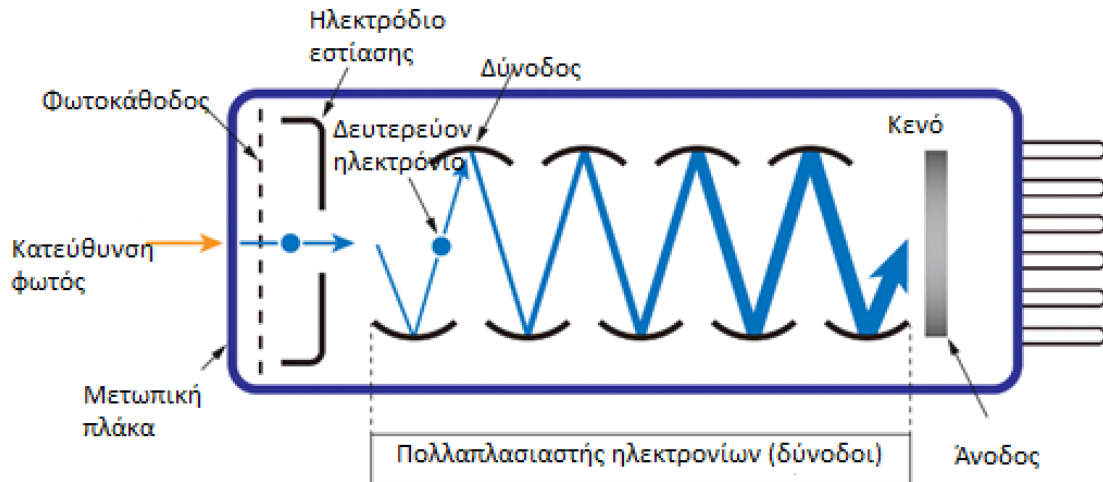 Ηλεκτρόδιο
εστίασης
Δύνοδος
Φωτοκάθοδος
Δευτερεύον
ηλεκτρόνιο
Κενό
Κατεύθυνση
φωτός
Μετωπική
πλάκα
Πολλαπλασιαστής ηλεκτρονίων (δύνοδοι)
Άνοδος